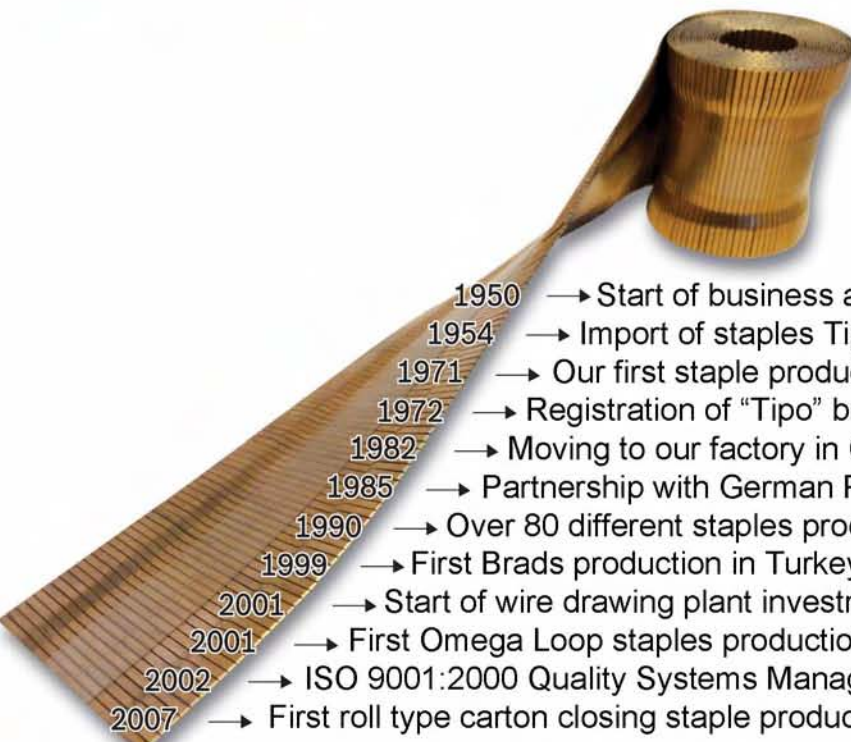 1950 → Start of business a
1954 → Import of staples Ti
1971 → Our first staple produ
1972 → Registration of “Tipo” b
1982 → Moving to our factory in
1985 → Partnership with German
1990 → Over 80 different staples pro
1999 → First Brads production in Turkey
2001 → Start of wire drawing plant invest
2001 → First Omega Loop staples productio
2002 → ISO 9001:2000 Quality Systems Manag
2007 → First roll type carton closing staple produc